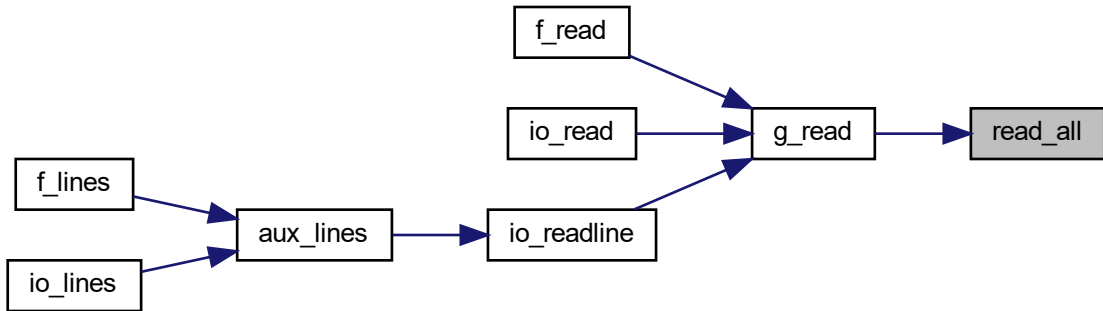 f_read
io_read
g_read
read_all
f_lines
aux_lines
io_readline
io_lines